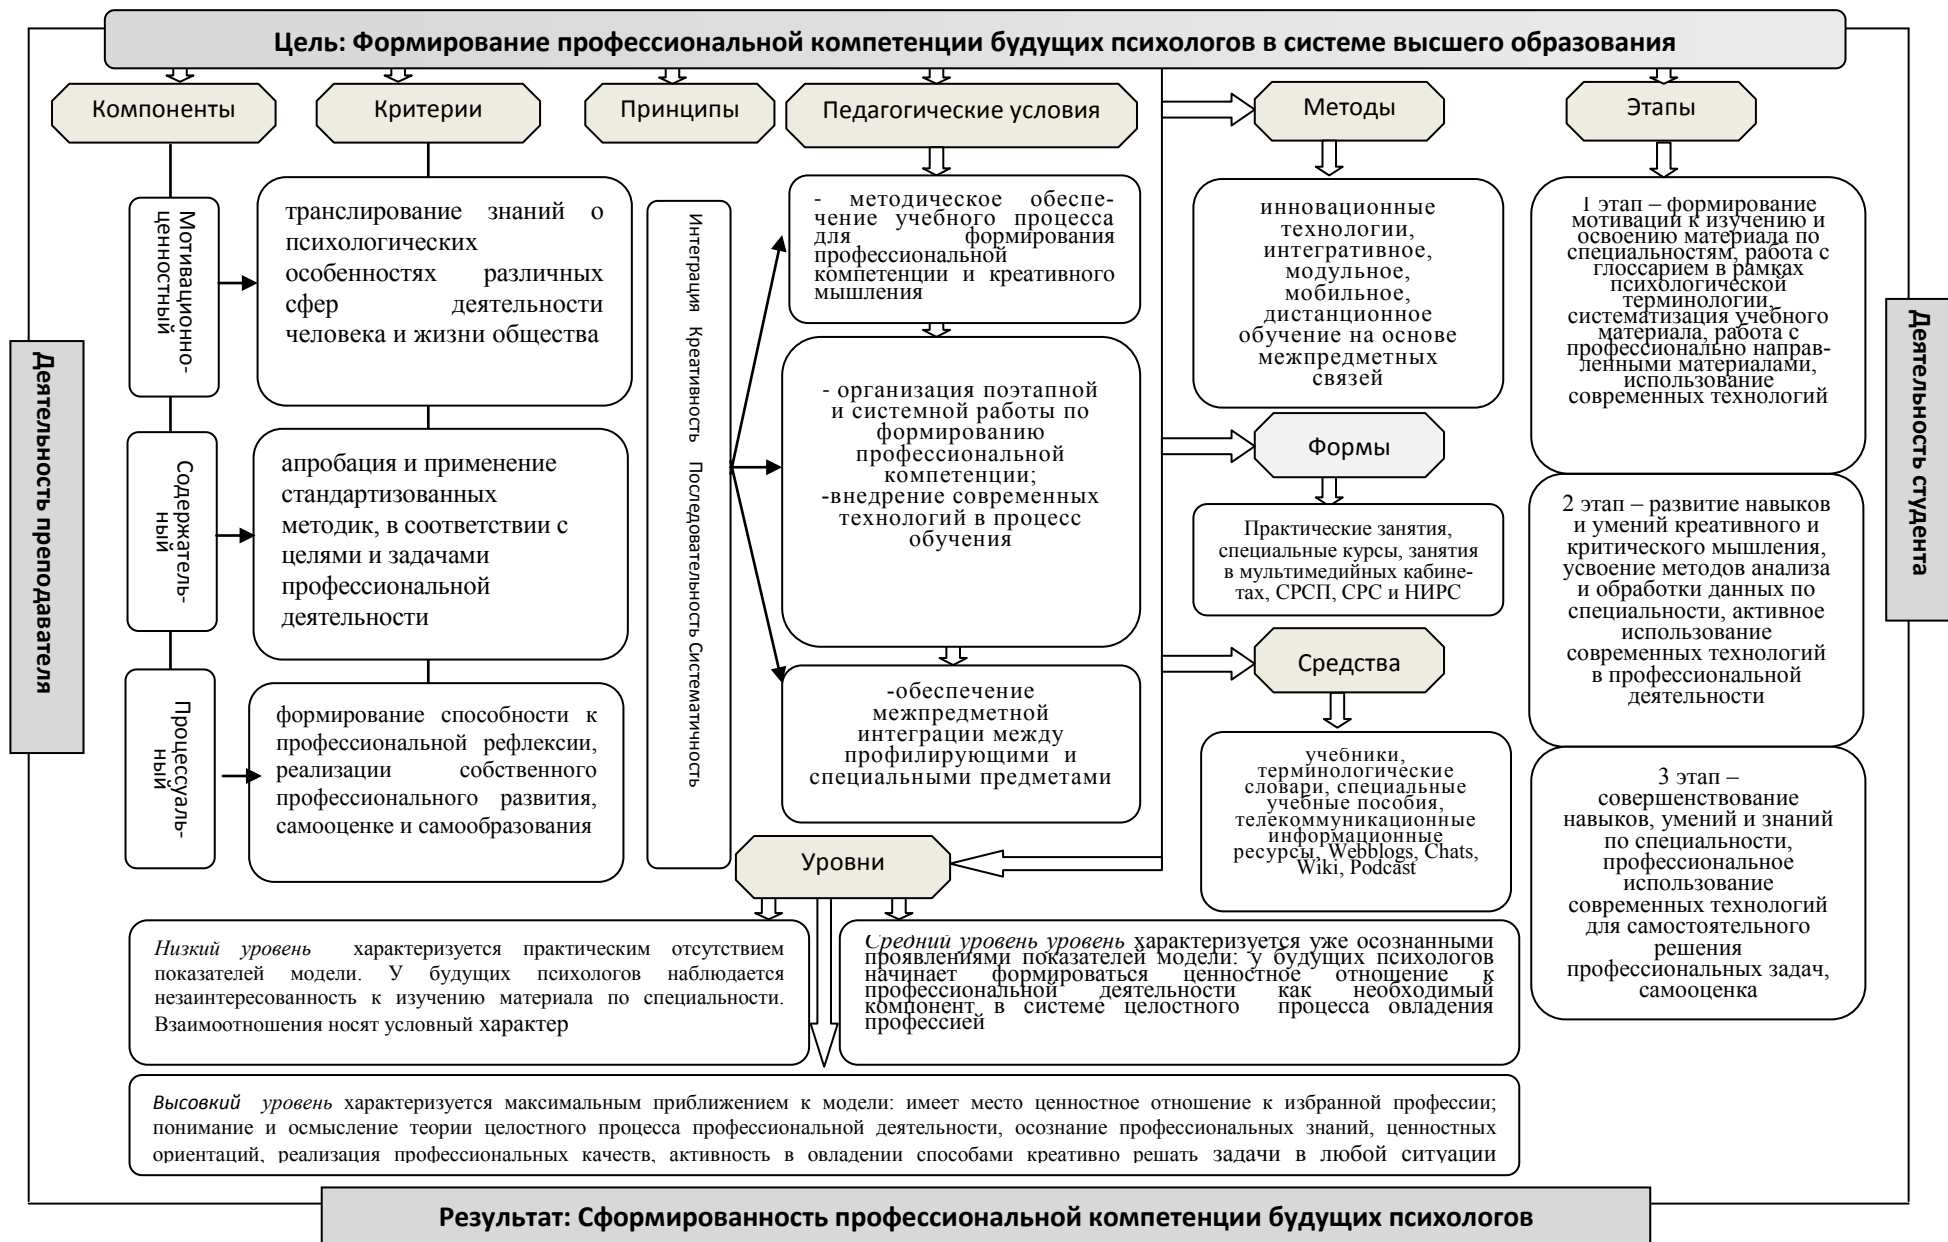 Цель: Формирование профессиональной компетенции будущих психологов в системе высшего образования
Компоненты
Критерии
Принципы
Педагогические условия
Методы
Этапы
Деятельность преподавателя
Мотивационно-
ценностный
Содержатель-
ный
Процессуаль-
ный
транслирование знаний о
психологических
особенностях различных
сфер деятельности
человека и жизни общества
апробация и применение
стандартизованных
методик, в соответствии с
целями и задачами
профессиональной
деятельности
формирование способности к
профессиональной рефлексии,
реализации собственного
профессионального развития,
самооценке и самообразования
Интеграция Креативность Последовательность Систематичность
- методическое обеспе-
чение учебного процесса
для формирования
профессиональной
компетенции и креативного
мышления
- организация поэтапной
и системной работы по
формированию
профессиональной
компетенции;
-внедрение современных
технологий в процесс
обучения
-обеспечение
межпредметной
интеграции между
профилирующими и
специальными предметами
инновационные
технологии,
интегративное,
модульное,
мобильное,
дистанционное
обучение на основе
межпредметных
связей
Формы
Практические занятия,
специальные курсы, занятия
в мультимедийных кабине-
тах, СРСП, СРС и НИРС
Средства
учебники,
терминологические
словари, специальные
учебные пособия,
телекоммуникационные
информационные
ресурсы, Webblogs, Chats,
Wiki, Podcast
1 этап – формирование
мотивации к изучению и
освоению материала по
специальностям, работа с
глоссарием в рамках
психологической
терминологии,
систематизация учебного
материала, работа с
профессионально направ-
ленными материалами,
использование
современных технологий
2 этап – развитие навыков
и умений креативного и
критического мышления,
усвоение методов анализа
и обработки данных по
специальности, активное
использование
современных технологий
в профессиональной
деятельности
3 этап –
совершенствование
навыков, умений и знаний
по специальности,
профессиональное
использование
современных технологий
для самостоятельного
решения
профессиональных задач,
самооценка
Деятельность студента
Уровни
Низкий уровень характеризуется практическим отсутствием
показателей модели. У будущих психологов наблюдается
незаинтересованность к изучению материала по специальности.
Взаимоотношения носят условный характер
Средний уровень уровень характеризуется уже осознанными
проявлениями показателей модели: у будущих психологов
начинает формироваться ценностное отношение к
профессиональной деятельности как необходимый
компонент в системе целостного процесса овладения
профессией
Высовкий уровень характеризуется максимальным приближением к модели: имеет место ценностное отношение к избранной профессии;
понимание и осмысление теории целостного процесса профессиональной деятельности, осознание профессиональных знаний, ценностных
ориентаций, реализация профессиональных качеств, активность в овладении способами креативно решать задачи в любой ситуации
Результат: Сформированность профессиональной компетенции будущих психологов